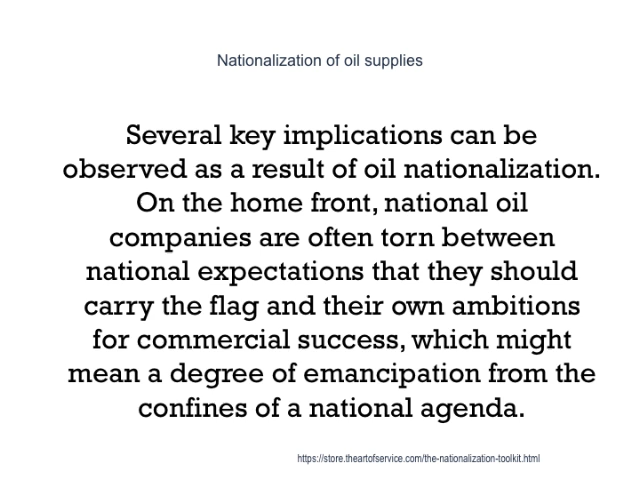 Nationalization of oil supplies
Several key implications can be
observed as a result of oil nationalization.
On the home front, national oil
companies are often torn between
national expectations that they should
carry the flag and their own ambitions
for commercial success, which might
mean a degree of emancipation from the
confines of a national agenda.
https://store.theartofservice.com/the-nationalization-toolkit.html